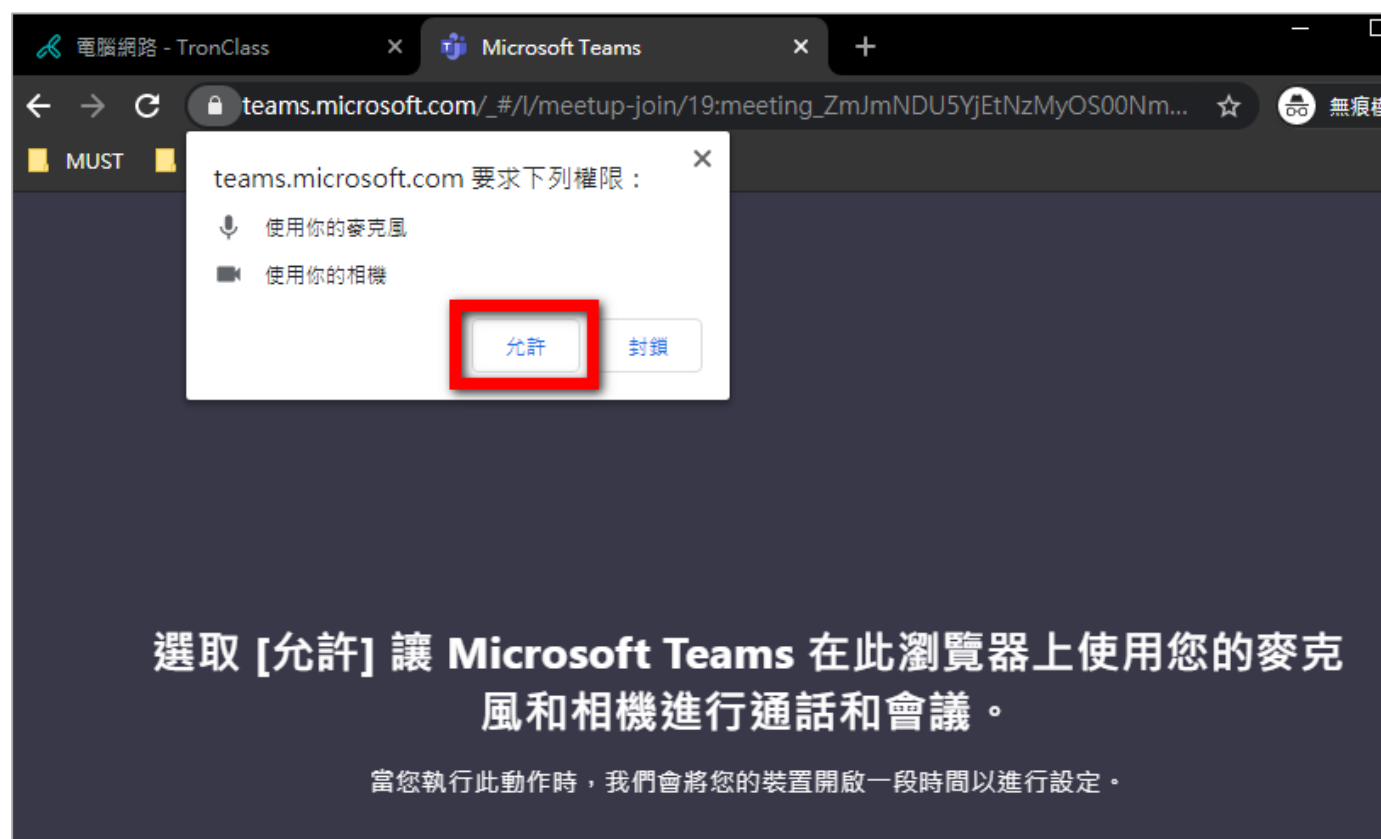 電腦網路 - TronClass
Microsoft Teams
teams.microsoft.com/_#/l/meetup-join/19:meeting_ZmJmNDU5YjEtNzMyOS00Nm...
無痕
MUST
teams.microsoft.com 要求下列權限：
使用你的麥克風
使用你的相機
允許
封鎖
選取 [允許] 讓 Microsoft Teams 在此瀏覽器上使用您的麥克
風和相機進行通話和會議。
當您執行此動作時，我們會將您的裝置開啟一段時間以進行設定。